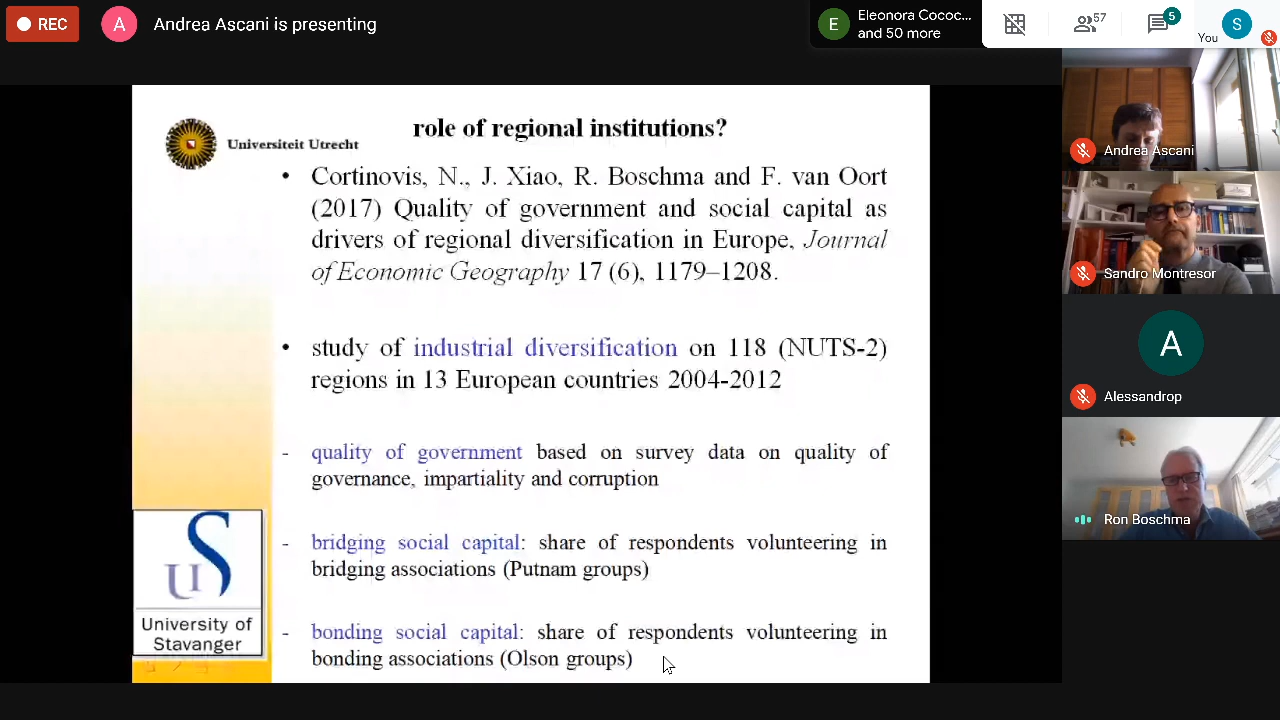 REC
A
Andrea Ascani is presenting
E
Eleonora Cococ...
and 50 more
57
5
You
S
role of regional institutions?
Universiteit Utrecht
• Cortinovis, N., J. Xiao, R. Boschma and F. van Oort
(2017) Quality of government and social capital as
drivers of regional diversification in Europe, Journal
of Economic Geography 17 (6), 1179–1208.
• study of industrial diversification on 118 (NUTS-2)
regions in 13 European countries 2004-2012
- quality of government based on survey data on quality of
governance, impartiality and corruption
- bridging social capital: share of respondents volunteering in
bridging associations (Putnam groups)
- bonding social capital: share of respondents volunteering in
bonding associations (Olson groups)
US
University of
Stavanger
Andrea Ascani
Sandro Montresor
A
Alessandrop
Ron Boschma